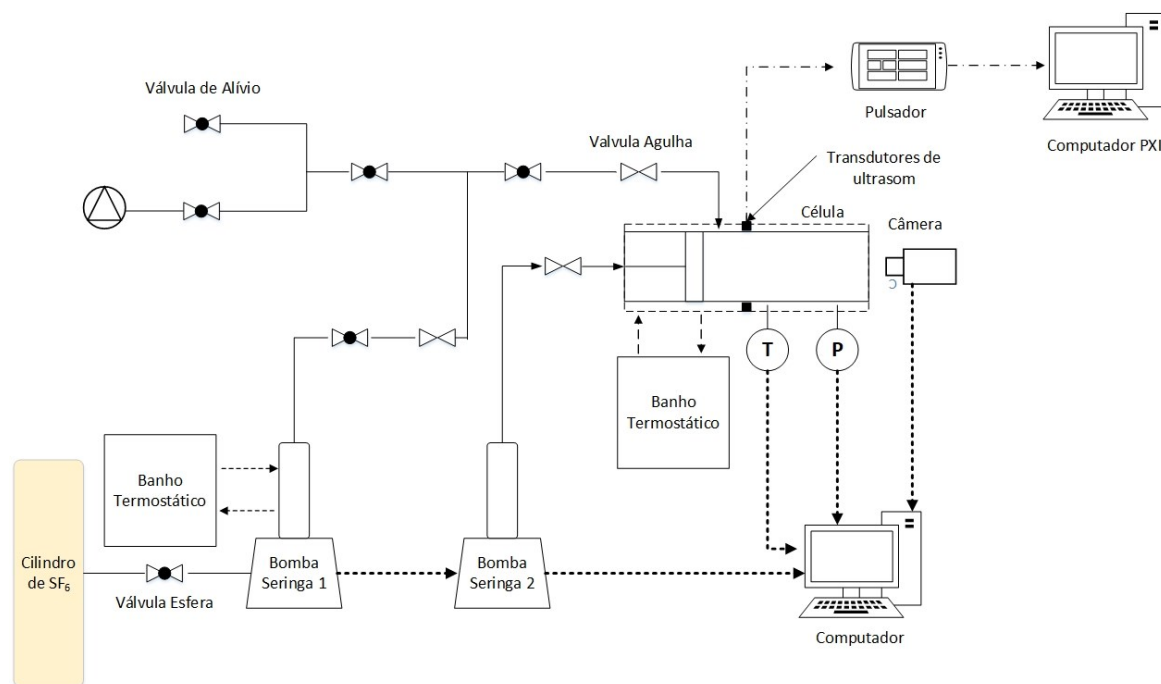 Válvula de Alívio
Valvula Agulha
Pulsador
Computador PXI
Transdutores de
ultrasom
Célula
Câmera
T
P
Banho
Termostático
Banho
Termostático
Cilindro
de SF₆
Válvula Esfera
Bomba
Seringa 1
Bomba
Seringa 2
Computador